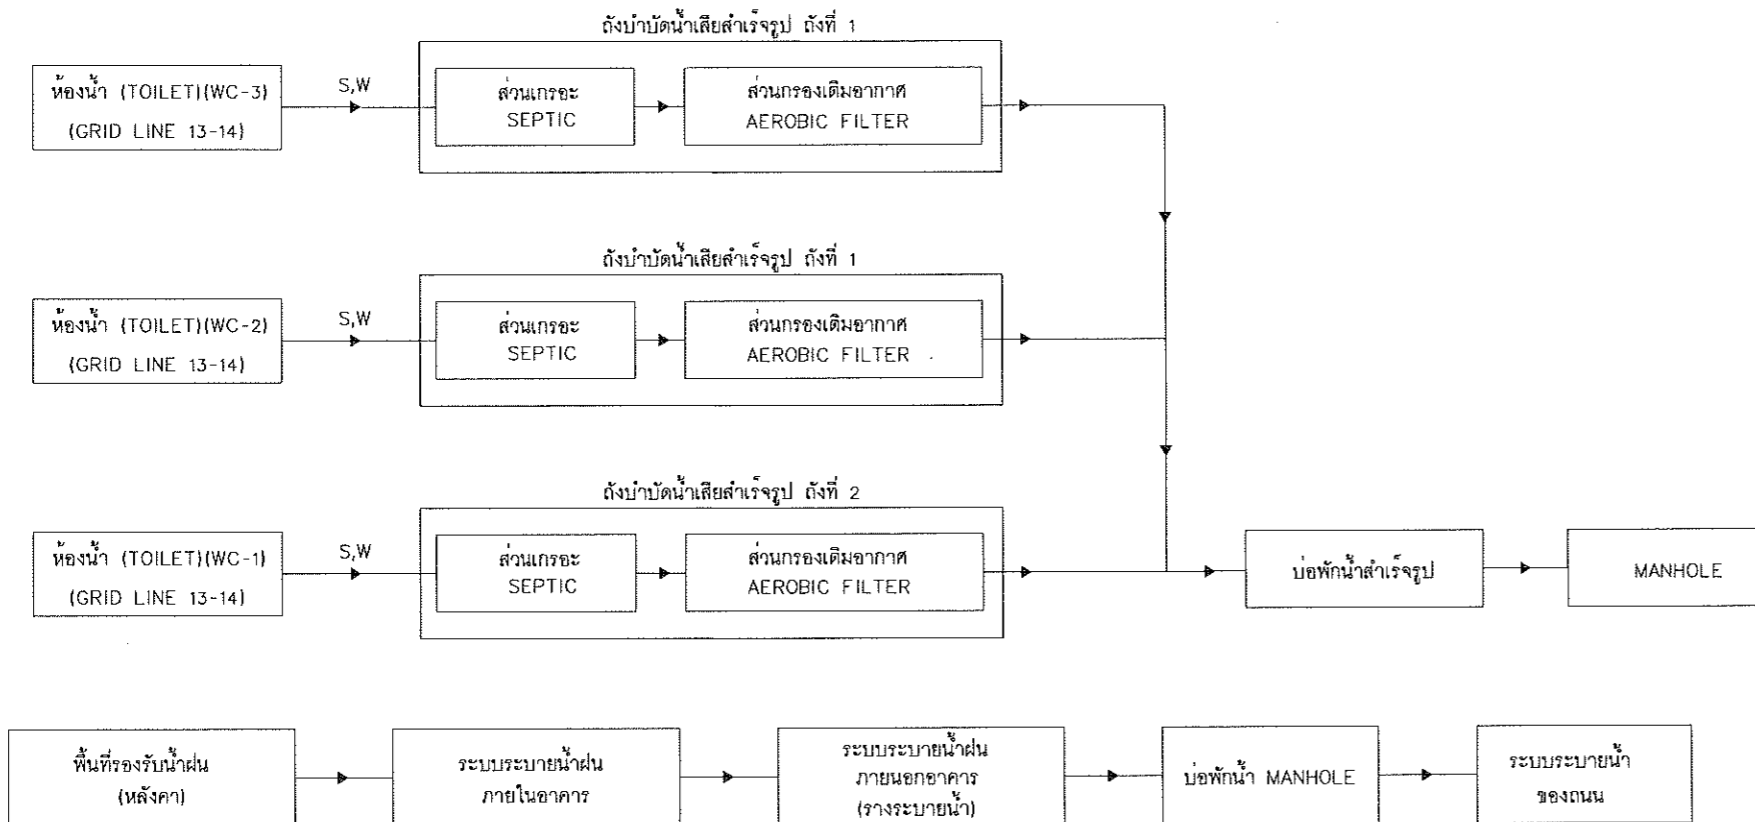 ถังบำบัดน้ำเสียสำเร็จรูป ถังที่ 1
ห้องน้ำ (TOILET)(WC-3)
(GRID LINE 13-14)
S,W
ส่วนเกรอะ
SEPTIC
ส่วนกรองเติมอากาศ
AEROBIC FILTER
ถังบำบัดน้ำเสียสำเร็จรูป ถังที่ 1
ห้องน้ำ (TOILET)(WC-2)
(GRID LINE 13-14)
S,W
ส่วนเกรอะ
SEPTIC
ส่วนกรองเติมอากาศ
AEROBIC FILTER
ถังบำบัดน้ำเสียสำเร็จรูป ถังที่ 2
ห้องน้ำ (TOILET)(WC-1)
(GRID LINE 13-14)
S,W
ส่วนเกรอะ
SEPTIC
ส่วนกรองเติมอากาศ
AEROBIC FILTER
บ่อพักน้ำสำเร็จรูป
MANHOLE
พื้นที่รองรับน้ำฝน
(หลังคา)
ระบบระบายน้ำฝน
ภายในอาคาร
ระบบระบายน้ำฝน
ภายนอกอาคาร
(รางระบายน้ำ)
บ่อพักน้ำ MANHOLE
ระบบระบายน้ำ
ของถนน